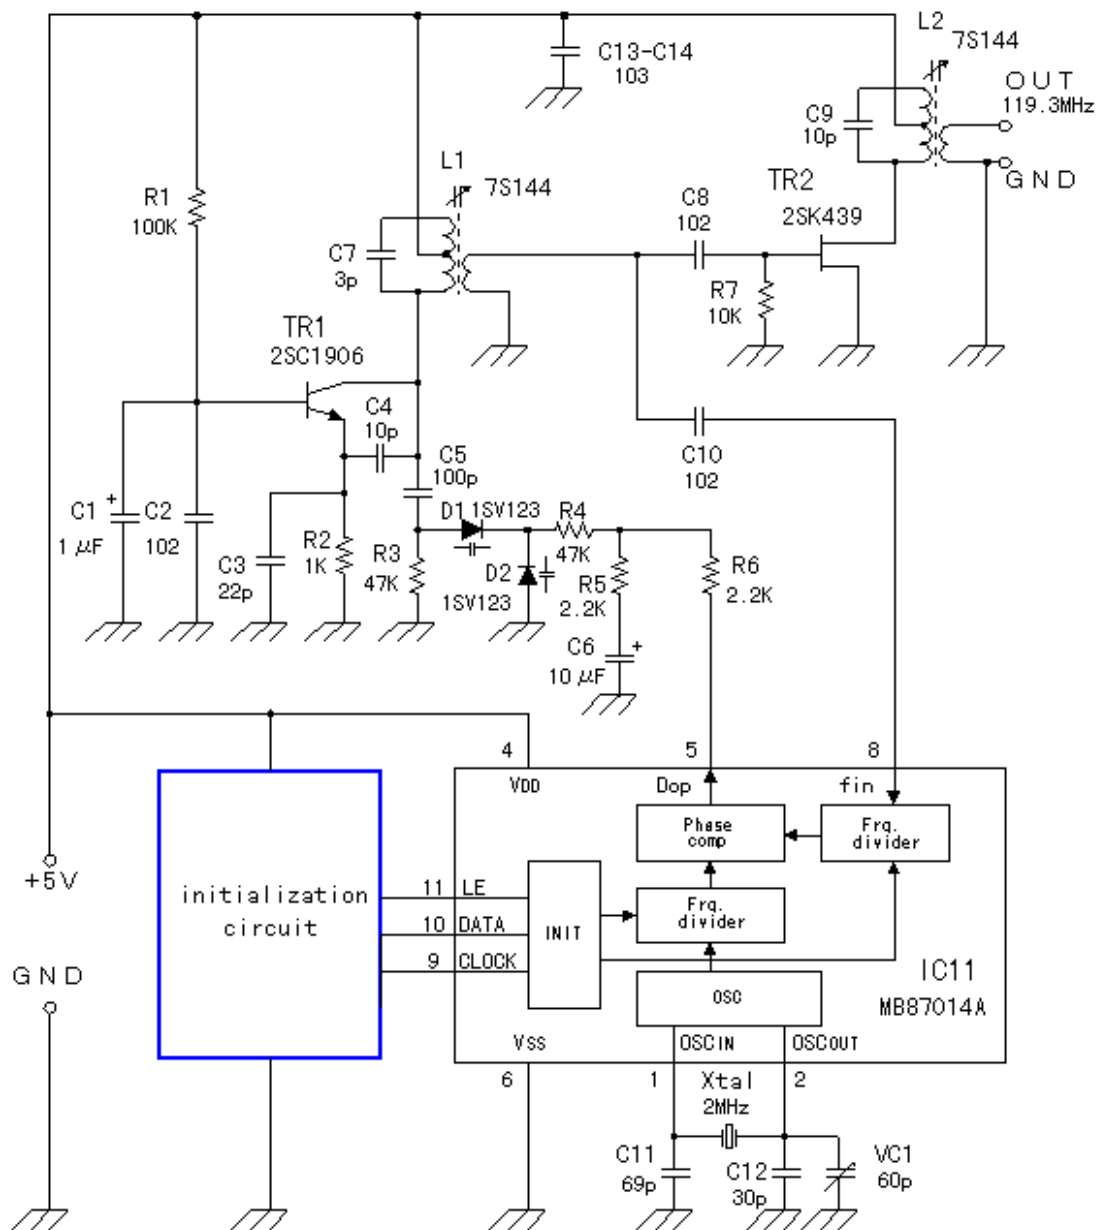 L2
7S144
C13-C14
103
OUT
119.3MHz
C9
10p
GND
L1
7S144
TR2
2SK439
R1
100K
C8
102
C7
3p
R7
10K
TR1
2SC1906
C4
10p
C10
102
C5
100p
C1
+
1μF
C2
102
C3
22p
R2
1K
R3
47K
D1 1SV123
R4
47K
D2
1SV123
R5
2.2K
R6
2.2K
C6
+
10μF
4
5
8
VDD
Dop
fin
Phase
comp
Frq.
divider
+5V
initialization
circuit
11
LE
10
DATA
9
CLOCK
INIT
Frq.
divider
GND
OSC
IC11
MB87014A
VSS
OSCIN
OSCOUT
6
1
Xtal
2MHz
2
C11
69p
C12
30p
VC1
60p